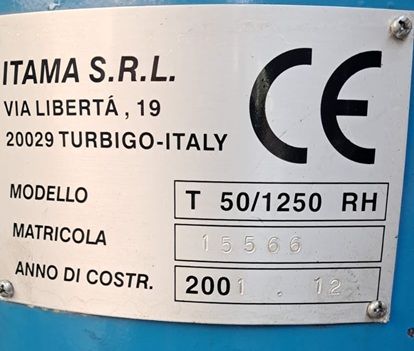 ITAMA S.R.L.
VIA LIBERTÁ, 19
20029 TURBIGO-ITALY
CE
MODELLO T 50/1250 RH
MATRICOLA 15566
ANNO DI COSTR. 2001.12